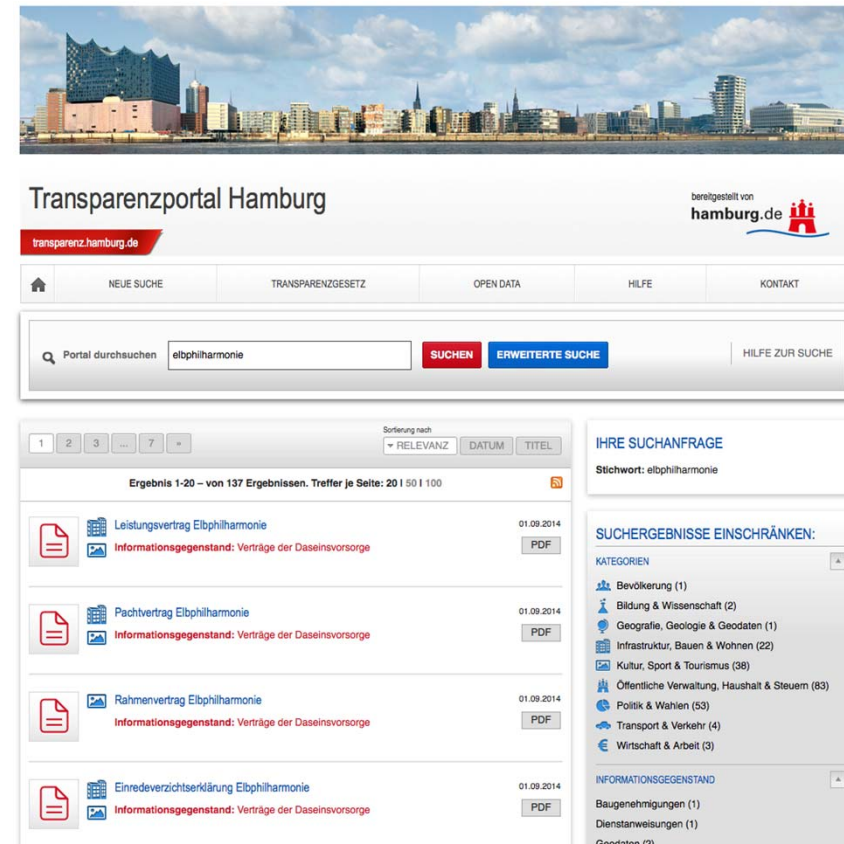 Transparenzportal Hamburg
bereitgestellt von
hamburg.de
transparenz.hamburg.de
NEUE SUCHE
TRANSPARENZGESETZ
OPEN DATA
HILFE
KONTAKT
Portal durchsuchen
elbphilharmonie
SUCHEN
ERWEITERTE SUCHE
HILFE ZUR SUCHE
1 2 3 ... 7 »
Sortierung nach
RELEVANZ DATUM TITEL
Ergebnis 1-20 – von 137 Ergebnissen. Treffer je Seite: 20 I 50 I 100
Leistungsvertrag Elbphilharmonie
01.09.2014
Informationsgegenstand: Verträge der Daseinsvorsorge
PDF
Pachtvertrag Elbphilharmonie
01.09.2014
Informationsgegenstand: Verträge der Daseinsvorsorge
PDF
Rahmenvertrag Elbphilharmonie
01.09.2014
Informationsgegenstand: Verträge der Daseinsvorsorge
PDF
Einredeverzichtserklärung Elbphilharmonie
01.09.2014
Informationsgegenstand: Verträge der Daseinsvorsorge
PDF
IHRE SUCHANFRAGE
Stichwort: elbphilharmonie
SUCHERGEBNISSE EINSCHRÄNKEN:
KATEGORIEN
Bevölkerung (1)
Bildung & Wissenschaft (2)
Geografie, Geologie & Geodaten (1)
Infrastruktur, Bauen & Wohnen (22)
Kultur, Sport & Tourismus (38)
Öffentliche Verwaltung, Haushalt & Steuern (83)
Politik & Wahlen (53)
Transport & Verkehr (4)
Wirtschaft & Arbeit (3)
INFORMATIONSGEGENSTAND
Baugenehmigungen (1)
Dienstanweisungen (1)
Geodaten (2)